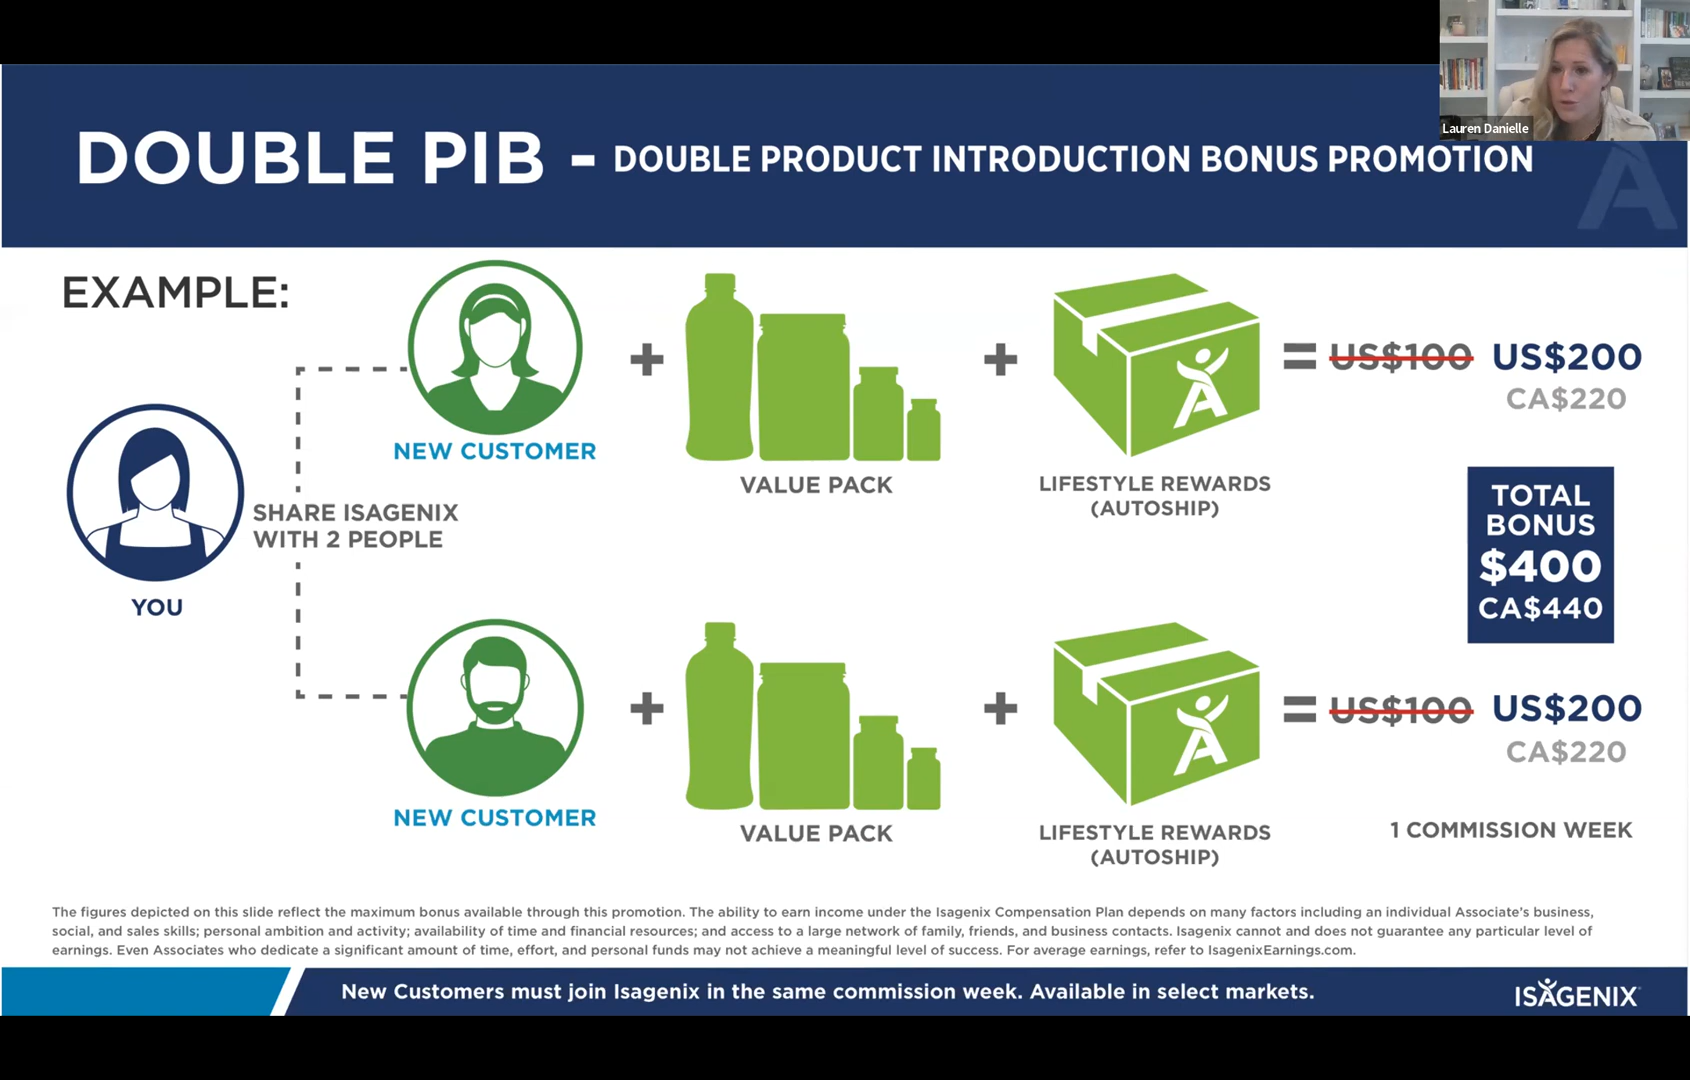 Lauren Danielle
DOUBLE PIB - DOUBLE PRODUCT INTRODUCTION BONUS PROMOTION
EXAMPLE:
YOU
SHARE ISAGENIX
WITH 2 PEOPLE
NEW CUSTOMER
+
VALUE PACK
+
LIFESTYLE REWARDS
(AUTOSHIP)
= US$100 US$200
CA$220
TOTAL
BONUS
$400
CA$440
NEW CUSTOMER
+
VALUE PACK
+
LIFESTYLE REWARDS
(AUTOSHIP)
= US$100 US$200
CA$220
1 COMMISSION WEEK
The figures depicted on this slide reflect the maximum bonus available through this promotion. The ability to earn income under the Isagenix Compensation Plan depends on many factors including an individual Associate's business,
social, and sales skills; personal ambition and activity; availability of time and financial resources; and access to a large network of family, friends, and business contacts. Isagenix cannot and does not guarantee any particular level of
earnings. Even Associates who dedicate a significant amount of time, effort, and personal funds may not achieve a meaningful level of success. For average earnings, refer to IsagenixEarnings.com.
New Customers must join Isagenix in the same commission week. Available in select markets.
ISAGENIX